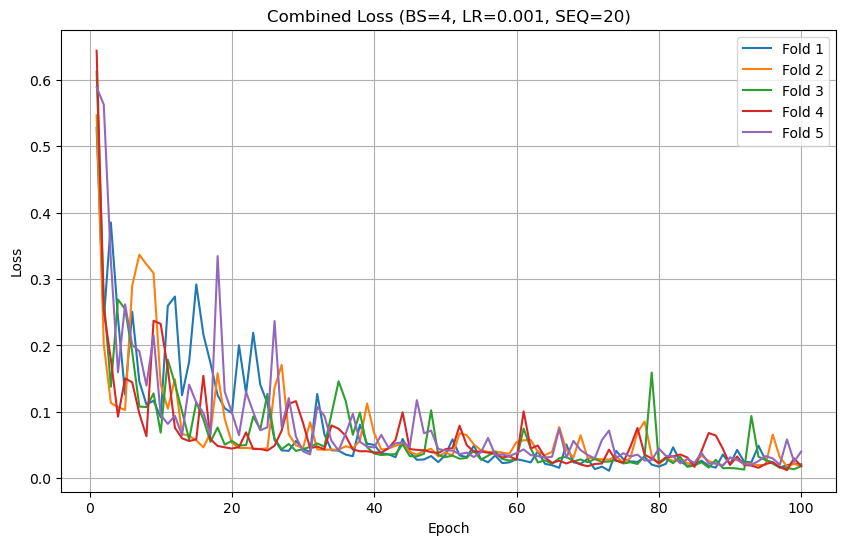 Combined Loss (BS=4, LR=0.001, SEQ=20)
Fold 1
Fold 2
Fold 3
Fold 4
Fold 5
Loss
0.6
0.5
0.4
0.3
0.2
0.1
0.0
0 20 40 60 80 100
Epoch